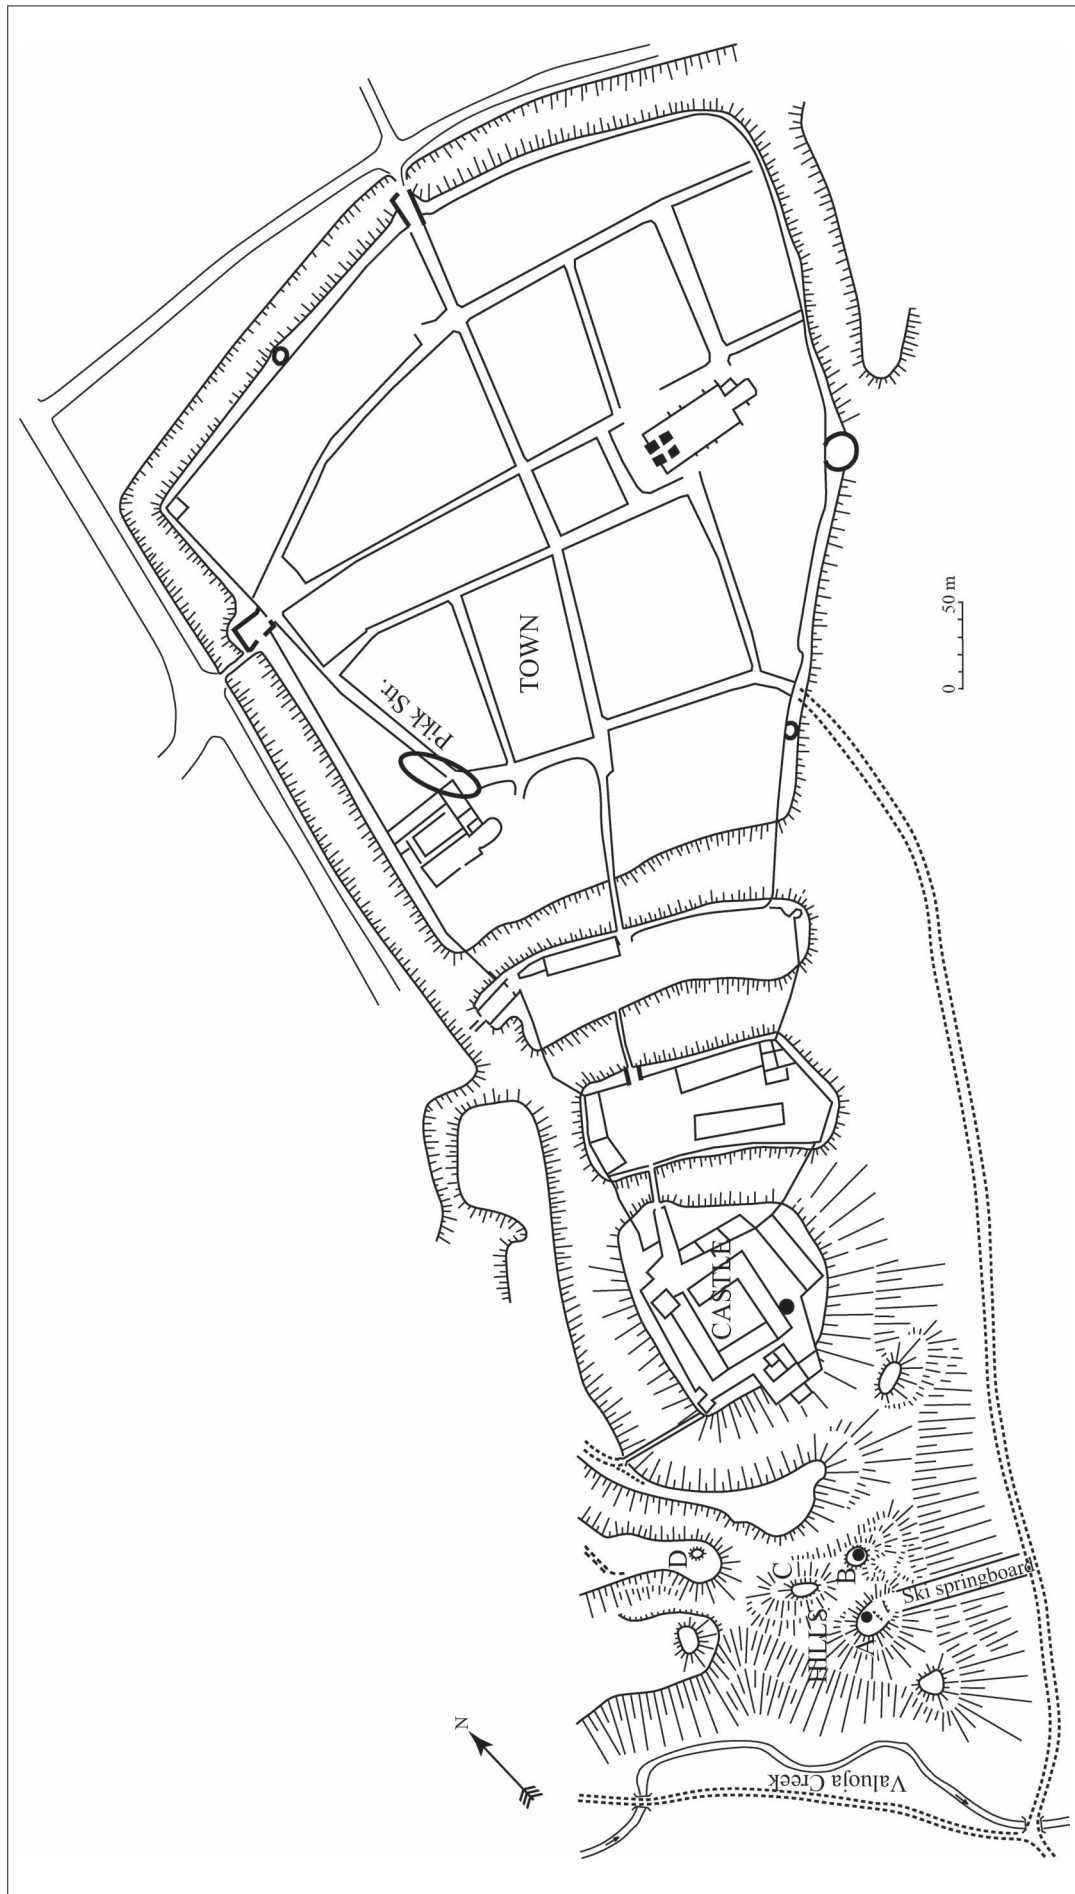 Pikk Str.
TOWN
50 m
0
CASTLE
D
C
B
HILLS
A
Ski springboard
N
Valuoja Creek